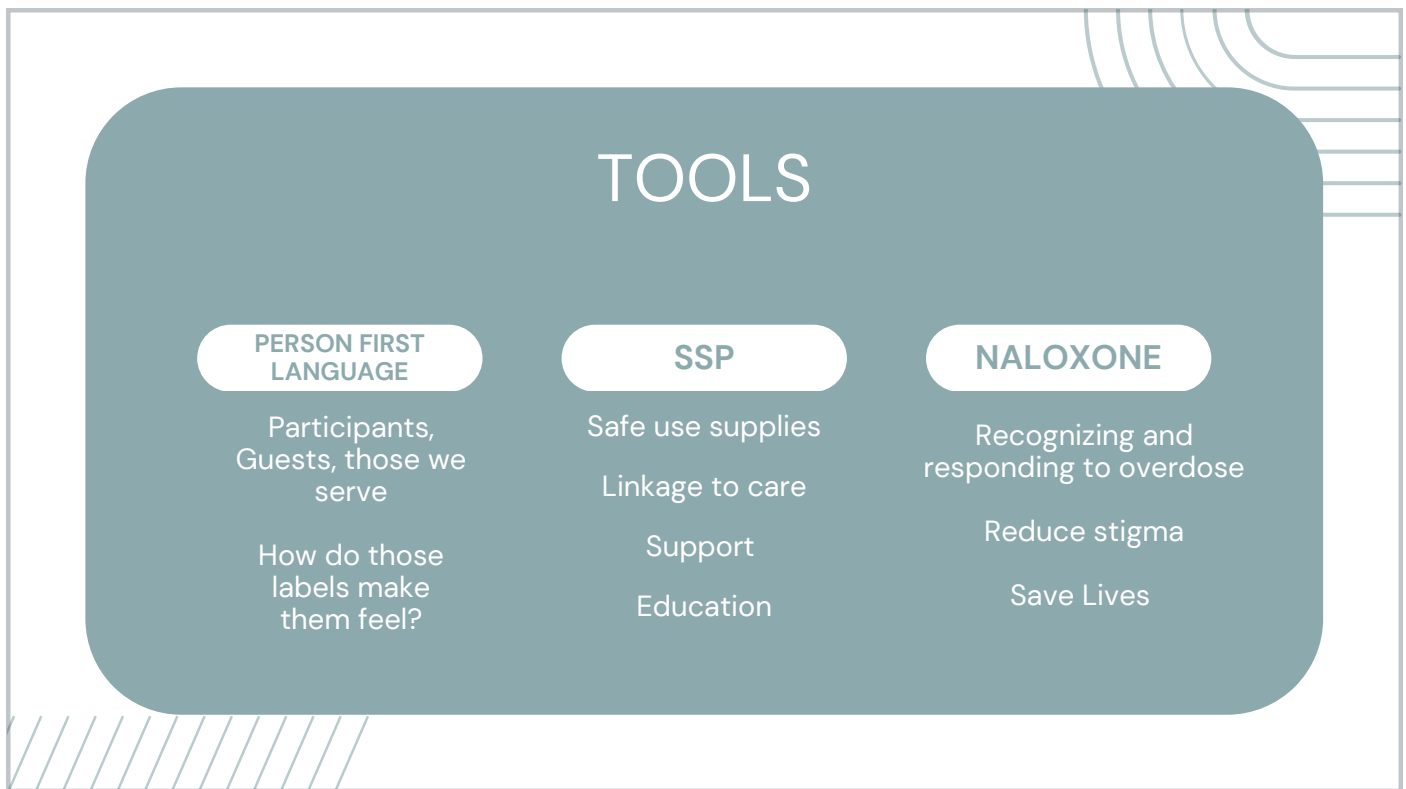 TOOLS
PERSON FIRST
LANGUAGE
Participants,
Guests, those we
serve
How do those
labels make
them feel?
SSP
Safe use supplies
Linkage to care
Support
Education
NALOXONE
Recognizing and
responding to overdose
Reduce stigma
Save Lives